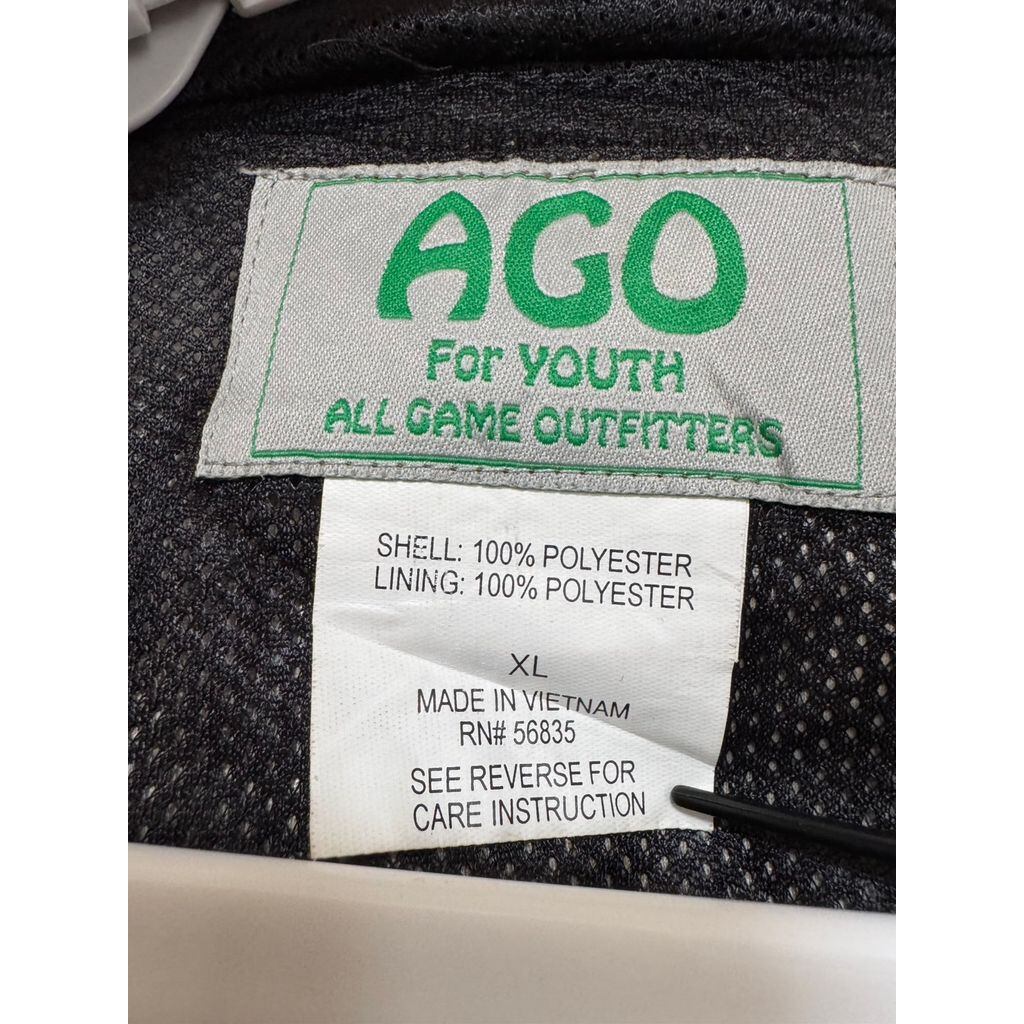 AGO
For YOUTH
ALL GAME OUTFITTERS
SHELL: 100% POLYESTER
LINING: 100% POLYESTER
XL
MADE IN VIETNAM
RN# 56835
SEE REVERSE FOR
CARE INSTRUCTION